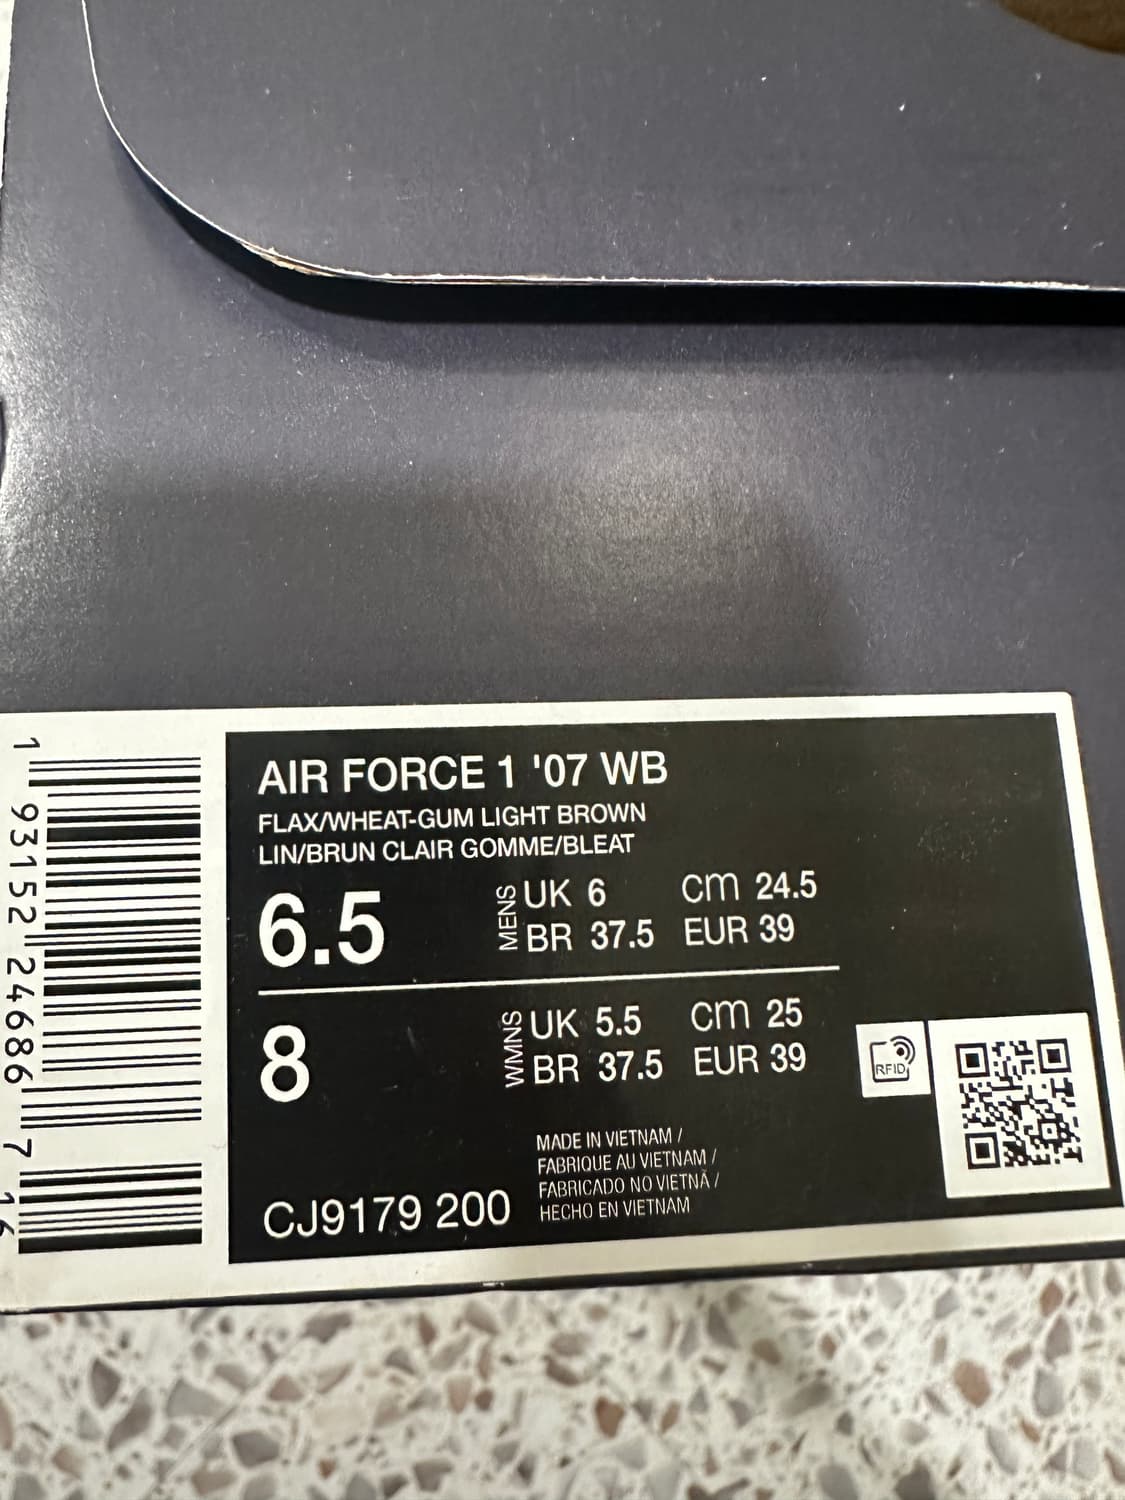 AIR FORCE 1 '07 WB
FLAX/WHEAT-GUM LIGHT BROWN
LIN/BRUN CLAIR GOMME/BLEAT
6.5
MENS
UK 6 cm 24.5
BR 37.5 EUR 39
8
WMNS
UK 5.5 cm 25
BR 37.5 EUR 39
RFID
MADE IN VIETNAM /
FABRIQUE AU VIETNAM /
FABRICADO NO VIETNÃ /
HECHO EN VIETNAM
CJ9179 200
1 93152 24686 7